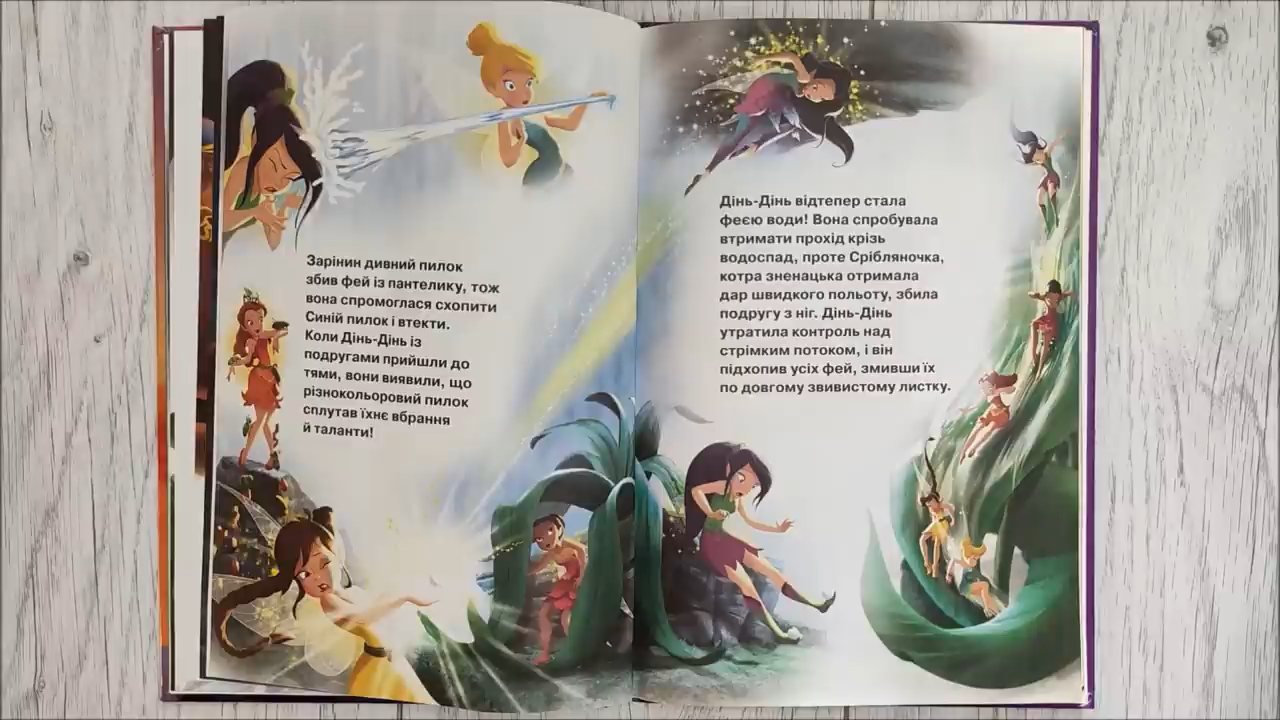 Зарінин дивний пилок
збив фей із пантелику, тож
вона спромоглася схопити
Синій пилок і втекти.
Коли Дінь-Дінь із
подругами прийшли до
тями, вони виявили, що
різнокольоровий пилок
сплутав їхнє вбрання
й таланти!
Дінь-Дінь відтепер стала
феєю води! Вона спробувала
втримати прохід крізь
водоспад, проте Срібляночка,
котра зненацька отримала
дар швидкого польоту, збила
подругу з ніг. Дінь-Дінь
утратила контроль над
стрімким потоком, і він
підхопив усіх фей, змивши їх
по довгому звивистому листку.